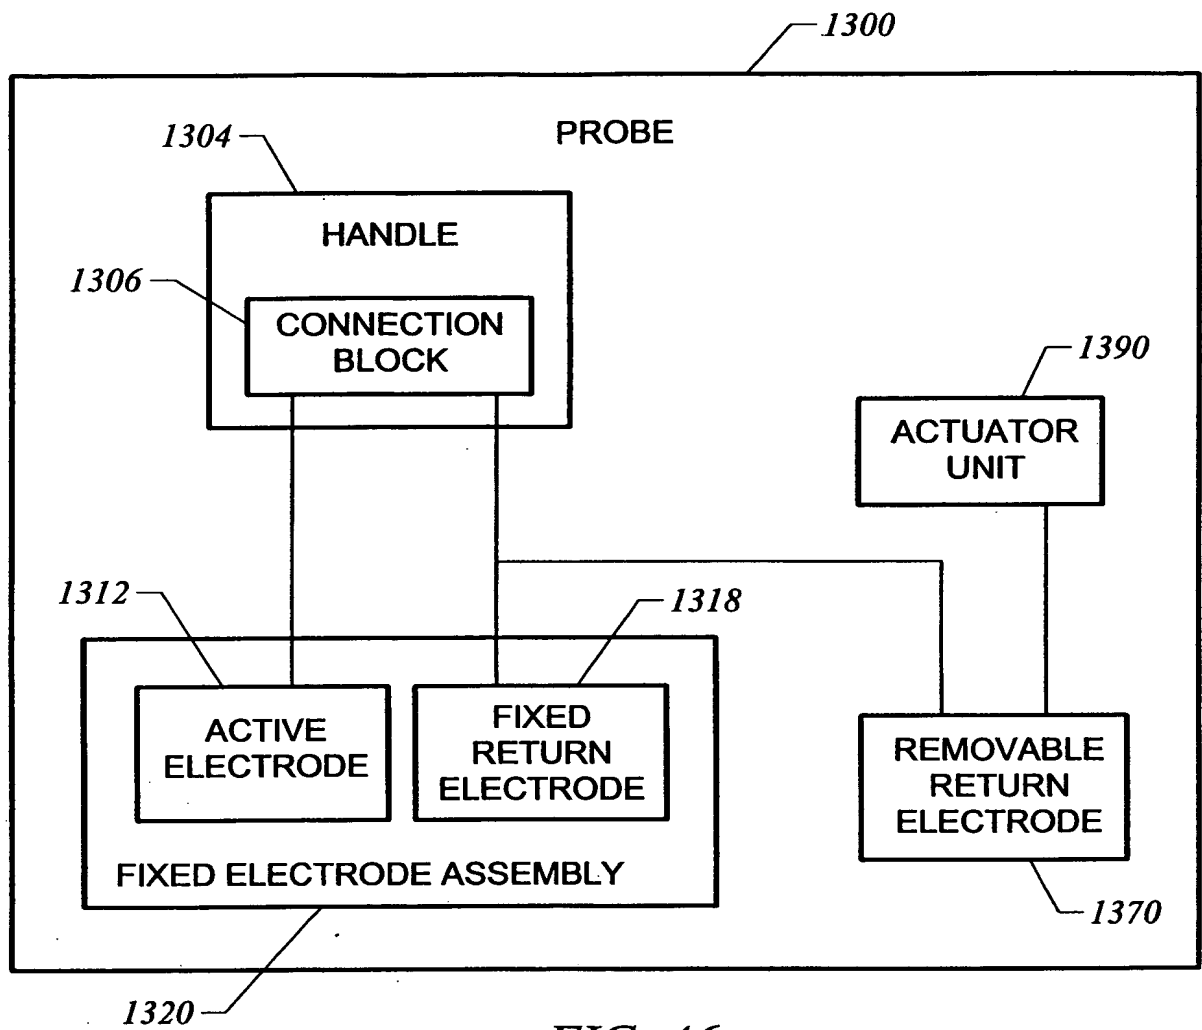 1300
PROBE
1304
HANDLE
1306
CONNECTION
BLOCK
1390
ACTUATOR
UNIT
1312
1318
ACTIVE
ELECTRODE
FIXED
RETURN
ELECTRODE
REMOVABLE
RETURN
ELECTRODE
FIXED ELECTRODE ASSEMBLY
1370
1320